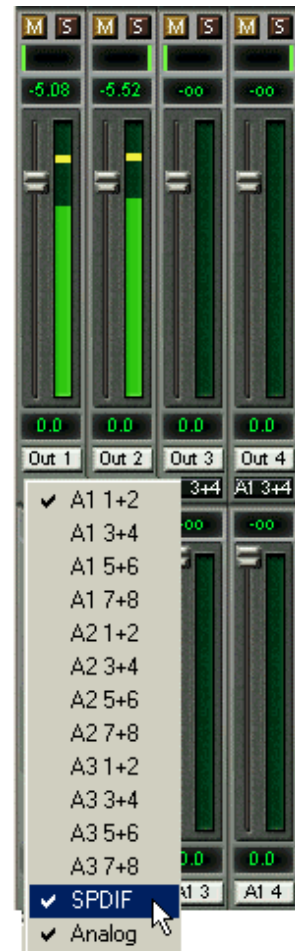 M S M S M S M S
-5.08 -5.52 -oo -oo
0.0 0.0 0.0 0.0
Out 1 Out 2 Out 3 Out 4
3+4 A1 3+4
-oo -oo
✔ A1 1+2
A1 3+4
A1 5+6
A1 7+8
A2 1+2
A2 3+4
A2 5+6
A2 7+8
A3 1+2
A3 3+4
A3 5+6
A3 7+8
✔ SPDIF
✔ Analog
0.0 0.0
A1 3 A1 4